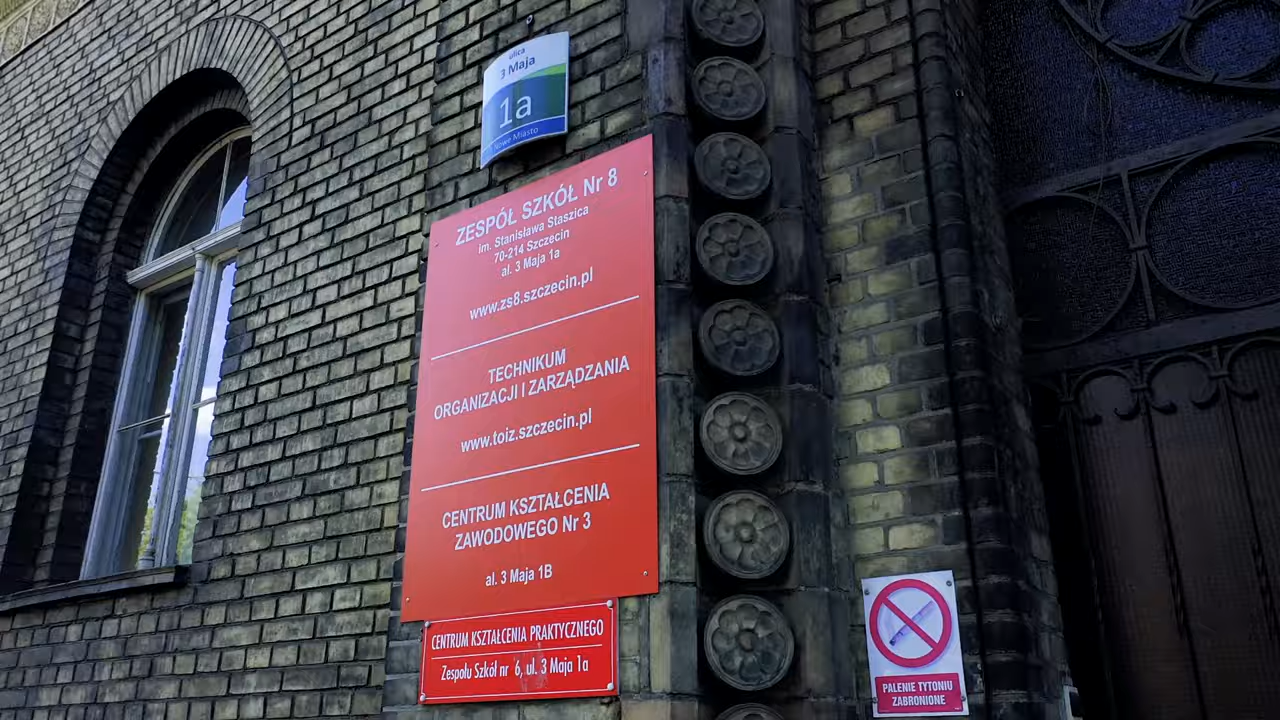 ulica
3 Maja
1a
Nowe Miasto
ZESPÓŁ SZKÓŁ Nr 8
im. Stanisława Staszica
70-214 Szczecin
al. 3 Maja 1a
www.zs8.szczecin.pl
TECHNIKUM
ORGANIZACJI I ZARZĄDZANIA
www.toiz.szczecin.pl
CENTRUM KSZTAŁCENIA
ZAWODOWEGO Nr 3
al. 3 Maja 1B
CENTRUM KSZTAŁCENIA PRAKTYCZNEGO
Zespołu Szkół nr 6, ul. 3 Maja 1a
PALENIE TYTONIU
ZABRONIONE